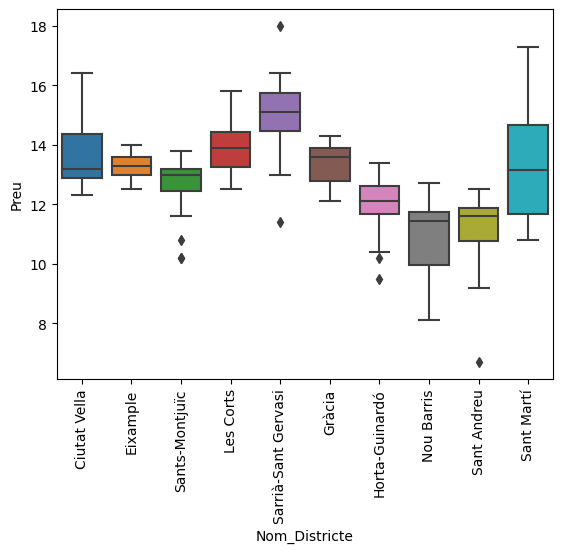 Preu
18
16
14
12
10
8
Ciutat Vella
Eixample
Sants-Montjuïc
Les Corts
Sarrià-Sant Gervasi
Gràcia
Horta-Guinardó
Nou Barris
Sant Andreu
Sant Martí
Nom_Districte